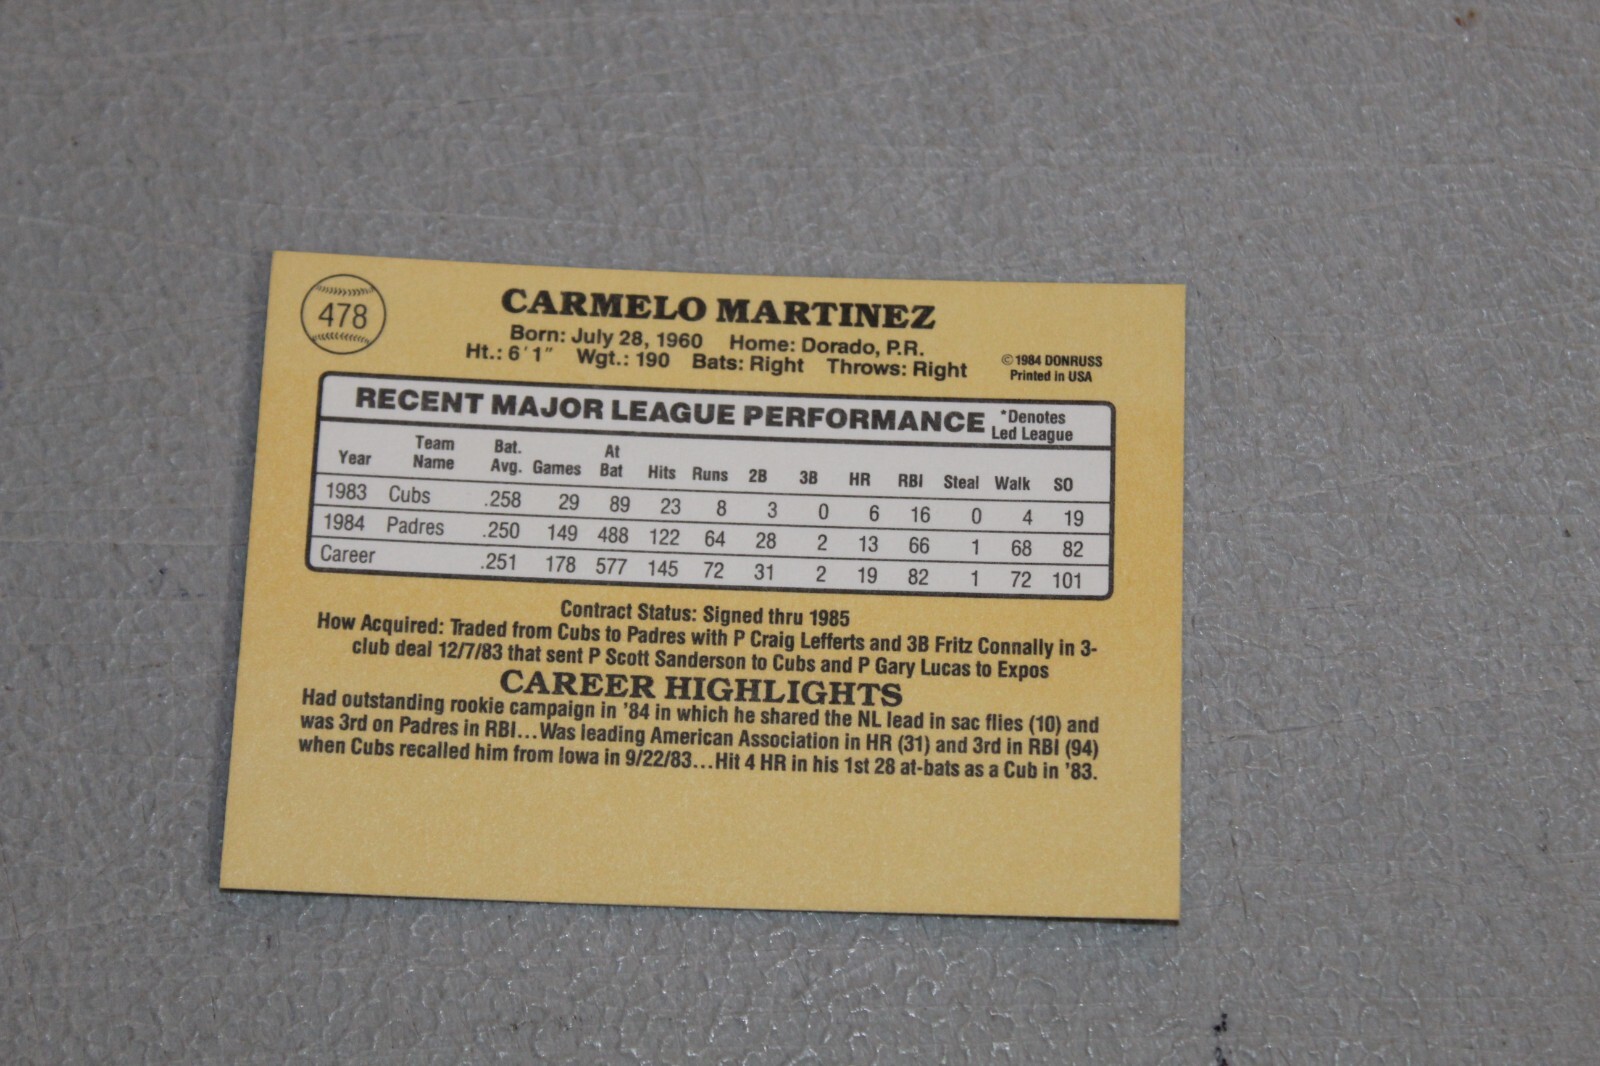 478
CARMELO MARTINEZ
Born: July 28, 1960 Home: Dorado, P.R.
Ht.: 6'1" Wgt.: 190 Bats: Right Throws: Right
© 1984 DONRUSS
Printed in USA
RECENT MAJOR LEAGUE PERFORMANCE *Denotes Led League
Year Team Name Bat. Avg. Games At Bat Hits Runs 2B 3B HR RBI Steal Walk SO
1983 Cubs .258 29 89 23 8 3 0 6 16 0 4 19
1984 Padres .250 149 488 122 64 28 2 13 66 1 68 82
Career .251 178 577 145 72 31 2 19 82 1 72 101
Contract Status: Signed thru 1985
How Acquired: Traded from Cubs to Padres with P Craig Lefferts and 3B Fritz Connally in 3-
club deal 12/7/83 that sent P Scott Sanderson to Cubs and P Gary Lucas to Expos
CAREER HIGHLIGHTS
Had outstanding rookie campaign in '84 in which he shared the NL lead in sac flies (10) and
was 3rd on Padres in RBI...Was leading American Association in HR (31) and 3rd in RBI (94)
when Cubs recalled him from Iowa in 9/22/83...Hit 4 HR in his 1st 28 at-bats as a Cub in '83.